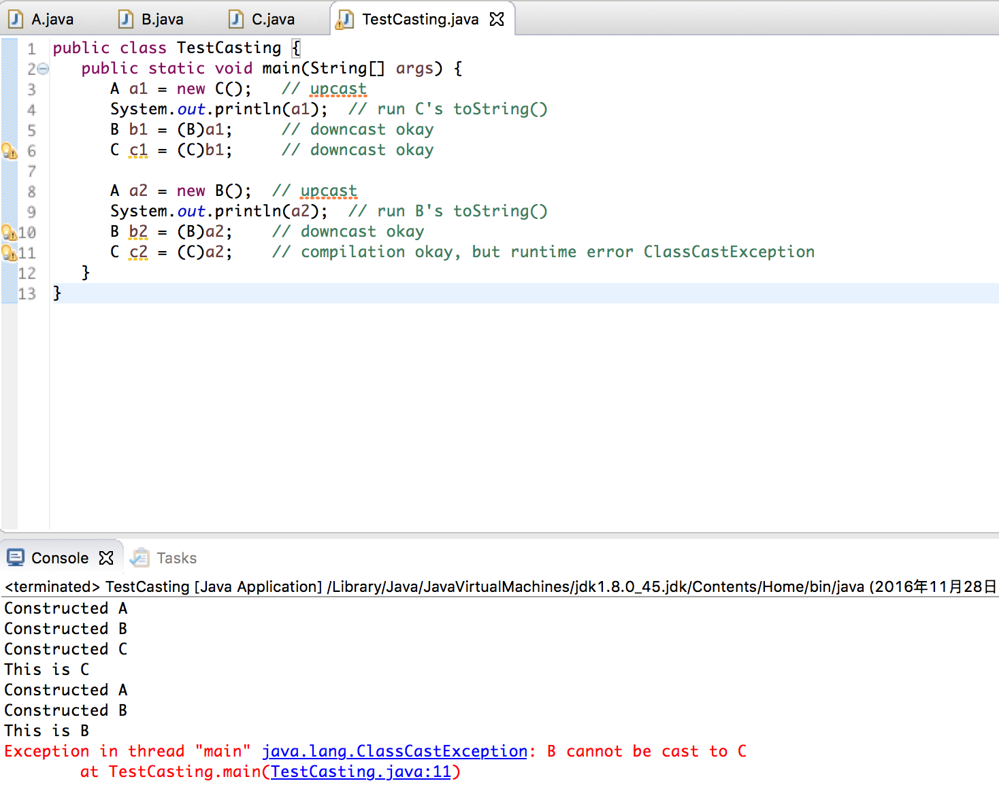 A.java B.java C.java TestCasting.java
1 public class TestCasting {
2 public static void main(String[] args) {
3 A a1 = new C(); // upcast
4 System.out.println(a1); // run C's toString()
5 B b1 = (B)a1; // downcast okay
6 C c1 = (C)b1; // downcast okay
7
8 A a2 = new B(); // upcast
9 System.out.println(a2); // run B's toString()
10 B b2 = (B)a2; // downcast okay
11 C c2 = (C)a2; // compilation okay, but runtime error ClassCastException
12 }
13 }
Console Tasks
<terminated> TestCasting [Java Application] /Library/Java/JavaVirtualMachines/jdk1.8.0_45.jdk/Contents/Home/bin/java (2016年11月28日
Constructed A
Constructed B
Constructed C
This is C
Constructed A
Constructed B
This is B
Exception in thread "main" java.lang.ClassCastException: B cannot be cast to C
at TestCasting.main(TestCasting.java:11)